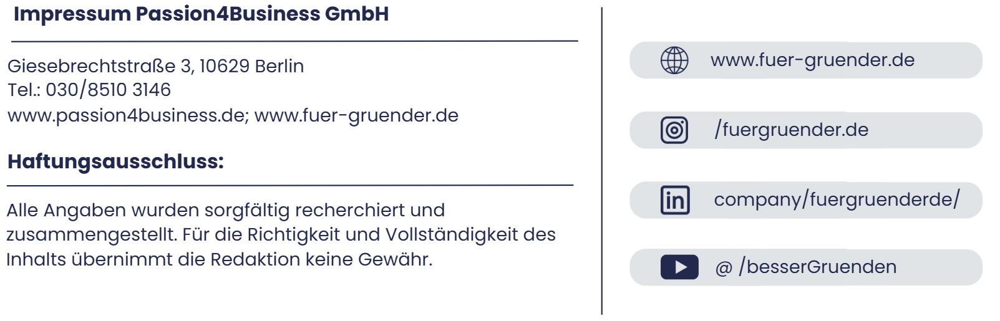 Impressum Passion4Business GmbH
Giesebrechtstraße 3, 10629 Berlin
Tel.: 030/8510 3146
www.passion4business.de; www.fuer-gruender.de
Haftungsausschluss:
Alle Angaben wurden sorgfältig recherchiert und
zusammengestellt. Für die Richtigkeit und Vollständigkeit des
Inhalts übernimmt die Redaktion keine Gewähr.
www.fuer-gruender.de
/fuergruender.de
in company/fuergruenderde/
@ /besserGruenden